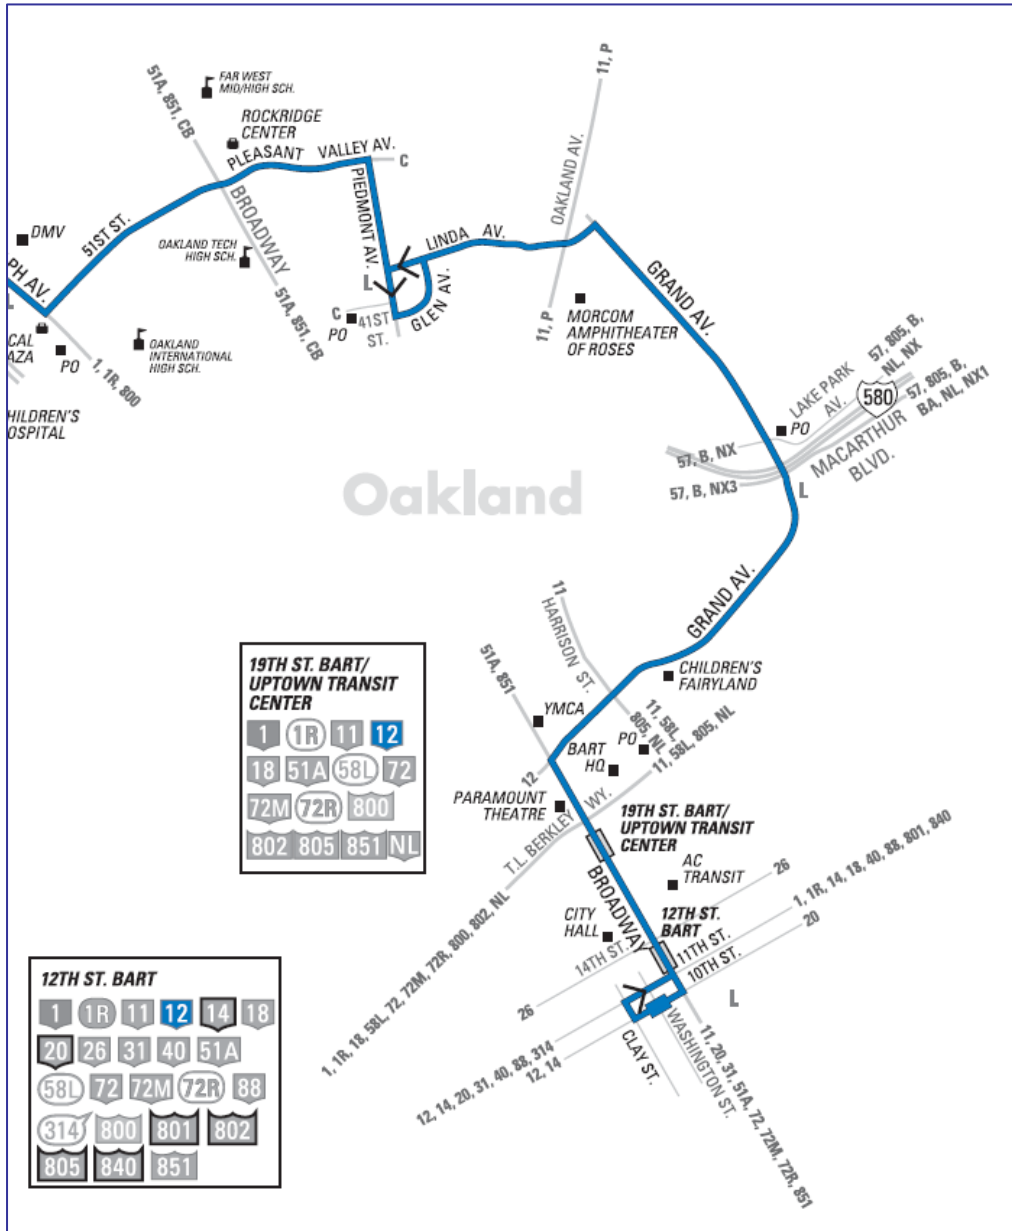 FAR WEST
MID/HIGH SCH.
51A, 851, CB
11, P
ROCKRIDGE
CENTER
PLEASANT VALLEY AV.
C
OAKLAND AV.
PIEDMONT AV.
BROADWAY
51ST ST.
DMV
OAKLAND TECH
HIGH SCH.
LINDA AV.
GLEN AV.
L
C
41ST
ST.
PO
51A, 851, CB
11, P
PH AV.
L
CAL
AZA
PO
1, 1R, 800
OAKLAND
INTERNATIONAL
HIGH SCH.
HILDREN'S
OSPITAL
MORCOM
AMPHITHEATER
OF ROSES
GRAND AV.
LAKE PARK
AV.
PO
57, 805, B,
NL, NX
580
57, 805, B,
BA, NL, NX1
MACARTHUR
BLVD.
57, B, NX
57, B, NX3
L
Oakland
GRAND AV.
11
HARRISON ST.
CHILDREN'S
FAIRYLAND
51A, 851
YMCA
11, 58L,
805, NL
PO
11, 58L, 805, NL
BART
HQ
12
PARAMOUNT
THEATRE
T.L. BERKLEY WY.
19TH ST. BART/
UPTOWN TRANSIT
CENTER
BROADWAY
AC
TRANSIT
26
1, 1R, 14, 18, 40, 88, 801, 840
20
12TH ST.
BART
CITY
HALL
14TH ST.
11TH ST.
10TH ST.
L
1, 1R, 18, 58L, 72, 72M, 72R, 800, 802, NL
26
12, 14, 20, 31, 40, 88, 314
12, 14
CLAY ST.
WASHINGTON ST.
11, 20, 31, 51A, 72, 72M, 72R, 851
19TH ST. BART/
UPTOWN TRANSIT
CENTER
1 1R 11 12
18 51A 58L 72
72M 72R 800
802 805 851 NL
12TH ST. BART
1 1R 11 12 14 18
20 26 31 40 51A
58L 72 72M 72R 88
314 800 801 802
805 840 851